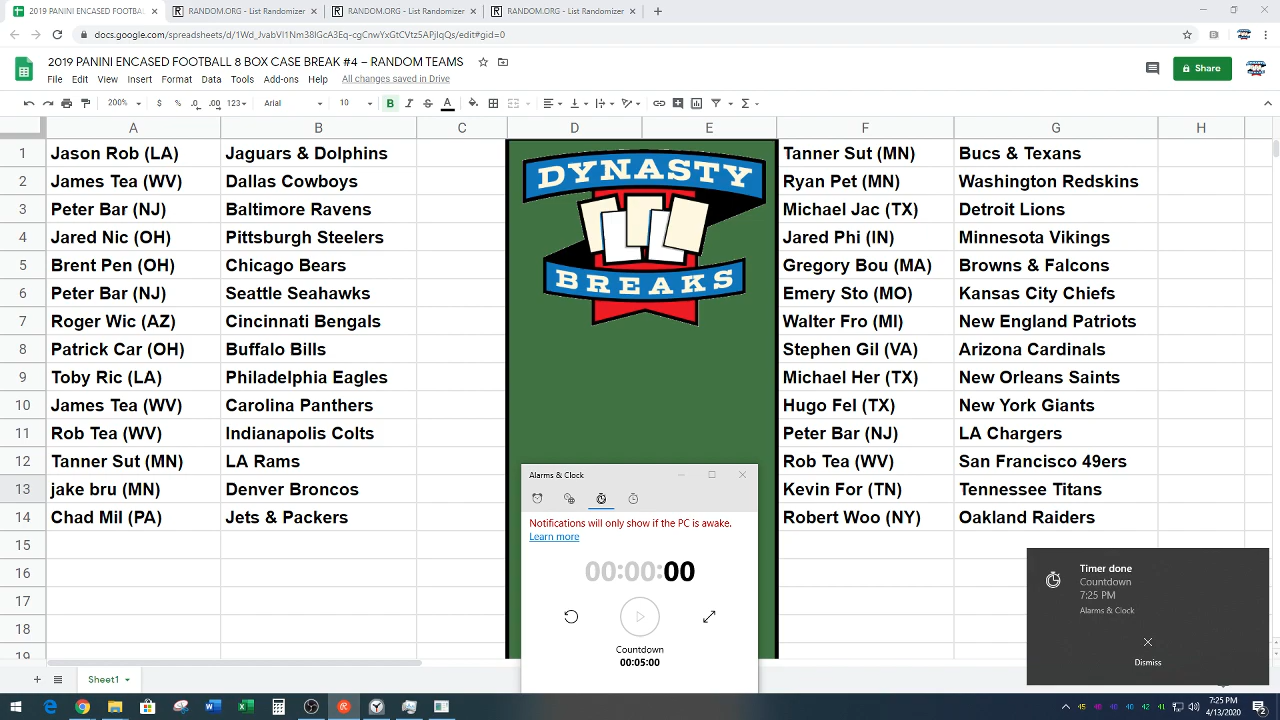 2019 PANINI ENCASED FOOTBA
RANDOM.ORG - List Randomizer
RANDOM.ORG - List Randomizer
RANDOM.ORG - List Randomizer
2019 PANINI ENCASED FOOTBALL 8 BOX CASE BREAK #4 – RANDOM TEAMS
File Edit View Insert Format Data Tools Add-ons Help All changes saved in Drive
Share
200% $ % .0 .00 123 Arial 10 B I S A
A B C D E F G H
1 Jason Rob (LA) Jaguars & Dolphins Tanner Sut (MN) Bucs & Texans
2 James Tea (WV) Dallas Cowboys Ryan Pet (MN) Washington Redskins
3 Peter Bar (NJ) Baltimore Ravens Michael Jac (TX) Detroit Lions
4 Jared Nic (OH) Pittsburgh Steelers Jared Phi (IN) Minnesota Vikings
5 Brent Pen (OH) Chicago Bears Gregory Bou (MA) Browns & Falcons
6 Peter Bar (NJ) Seattle Seahawks Emery Sto (MO) Kansas City Chiefs
7 Roger Wic (AZ) Cincinnati Bengals Walter Fro (MI) New England Patriots
8 Patrick Car (OH) Buffalo Bills Stephen Gil (VA) Arizona Cardinals
9 Toby Ric (LA) Philadelphia Eagles Michael Her (TX) New Orleans Saints
10 James Tea (WV) Carolina Panthers Hugo Fel (TX) New York Giants
11 Rob Tea (WV) Indianapolis Colts Peter Bar (NJ) LA Chargers
12 Tanner Sut (MN) LA Rams Rob Tea (WV) San Francisco 49ers
13 jake bru (MN) Denver Broncos Kevin For (TN) Tennessee Titans
14 Chad Mil (PA) Jets & Packers Robert Woo (NY) Oakland Raiders
15
16
17
18
19
DYNASTY
BREAKS
Alarms & Clock
Notifications will only show if the PC is awake.
Learn more
00:00:00
Countdown
00:05:00
Timer done
Countdown
7:25 PM
Alarms & Clock
Dismiss
Sheet1
7:25 PM
4/13/2020